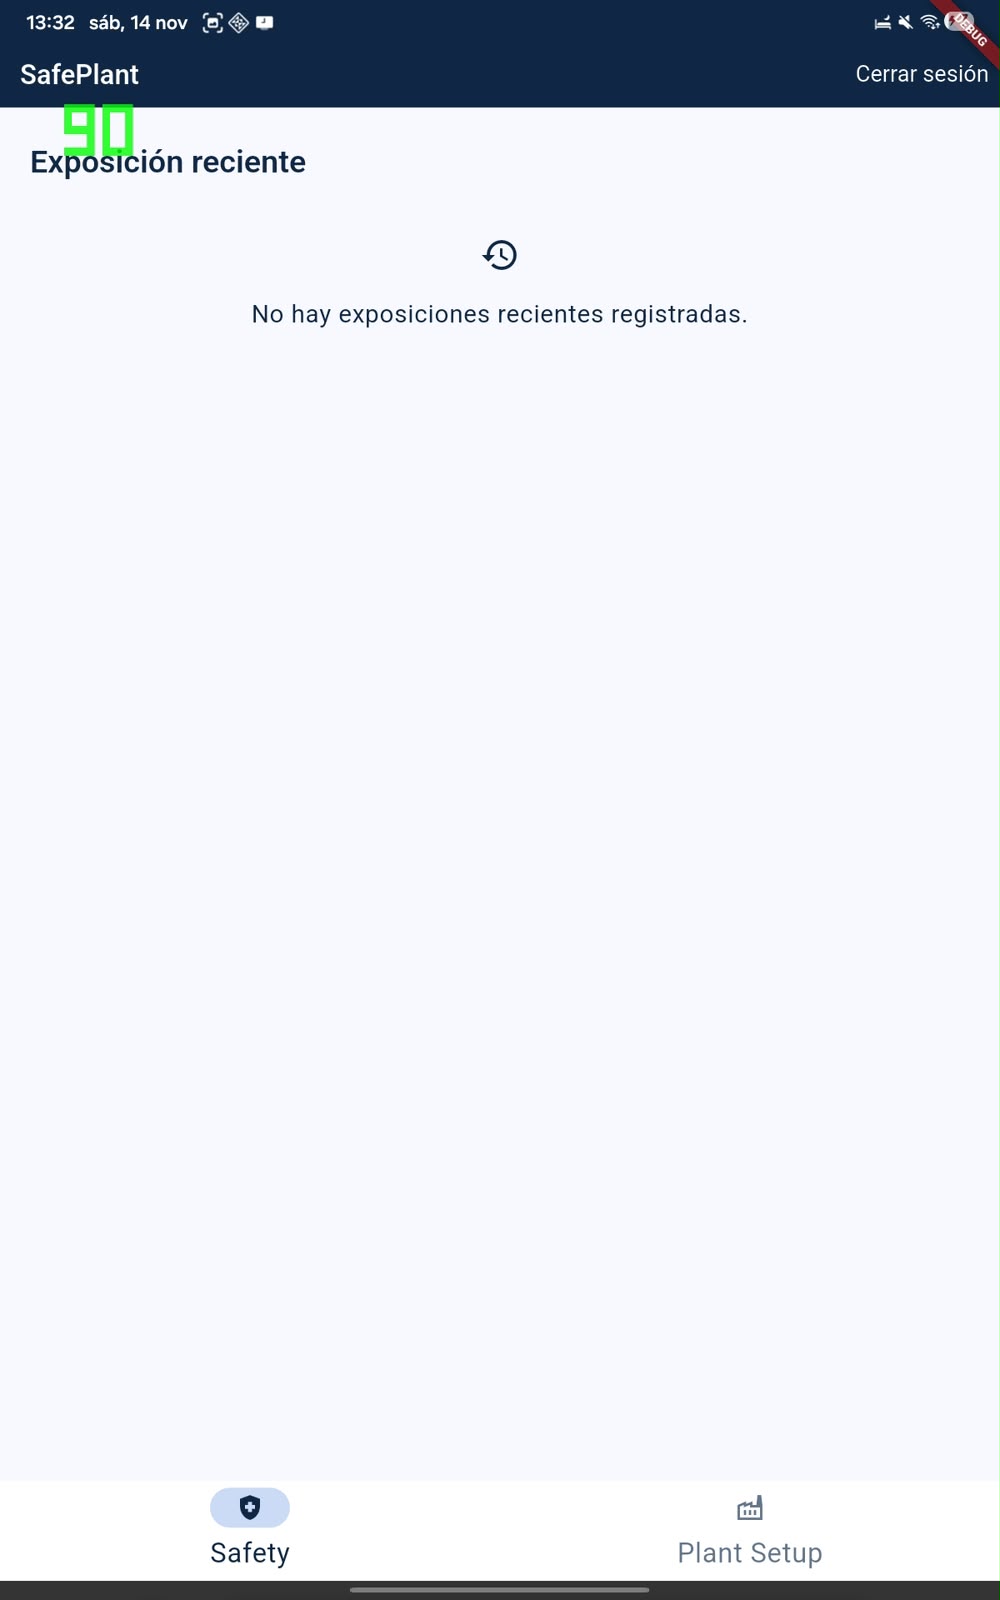 13:32 sáb, 14 nov
DEBUG
SafePlant
Cerrar sesión
90
Exposición reciente
No hay exposiciones recientes registradas.
Safety
Plant Setup